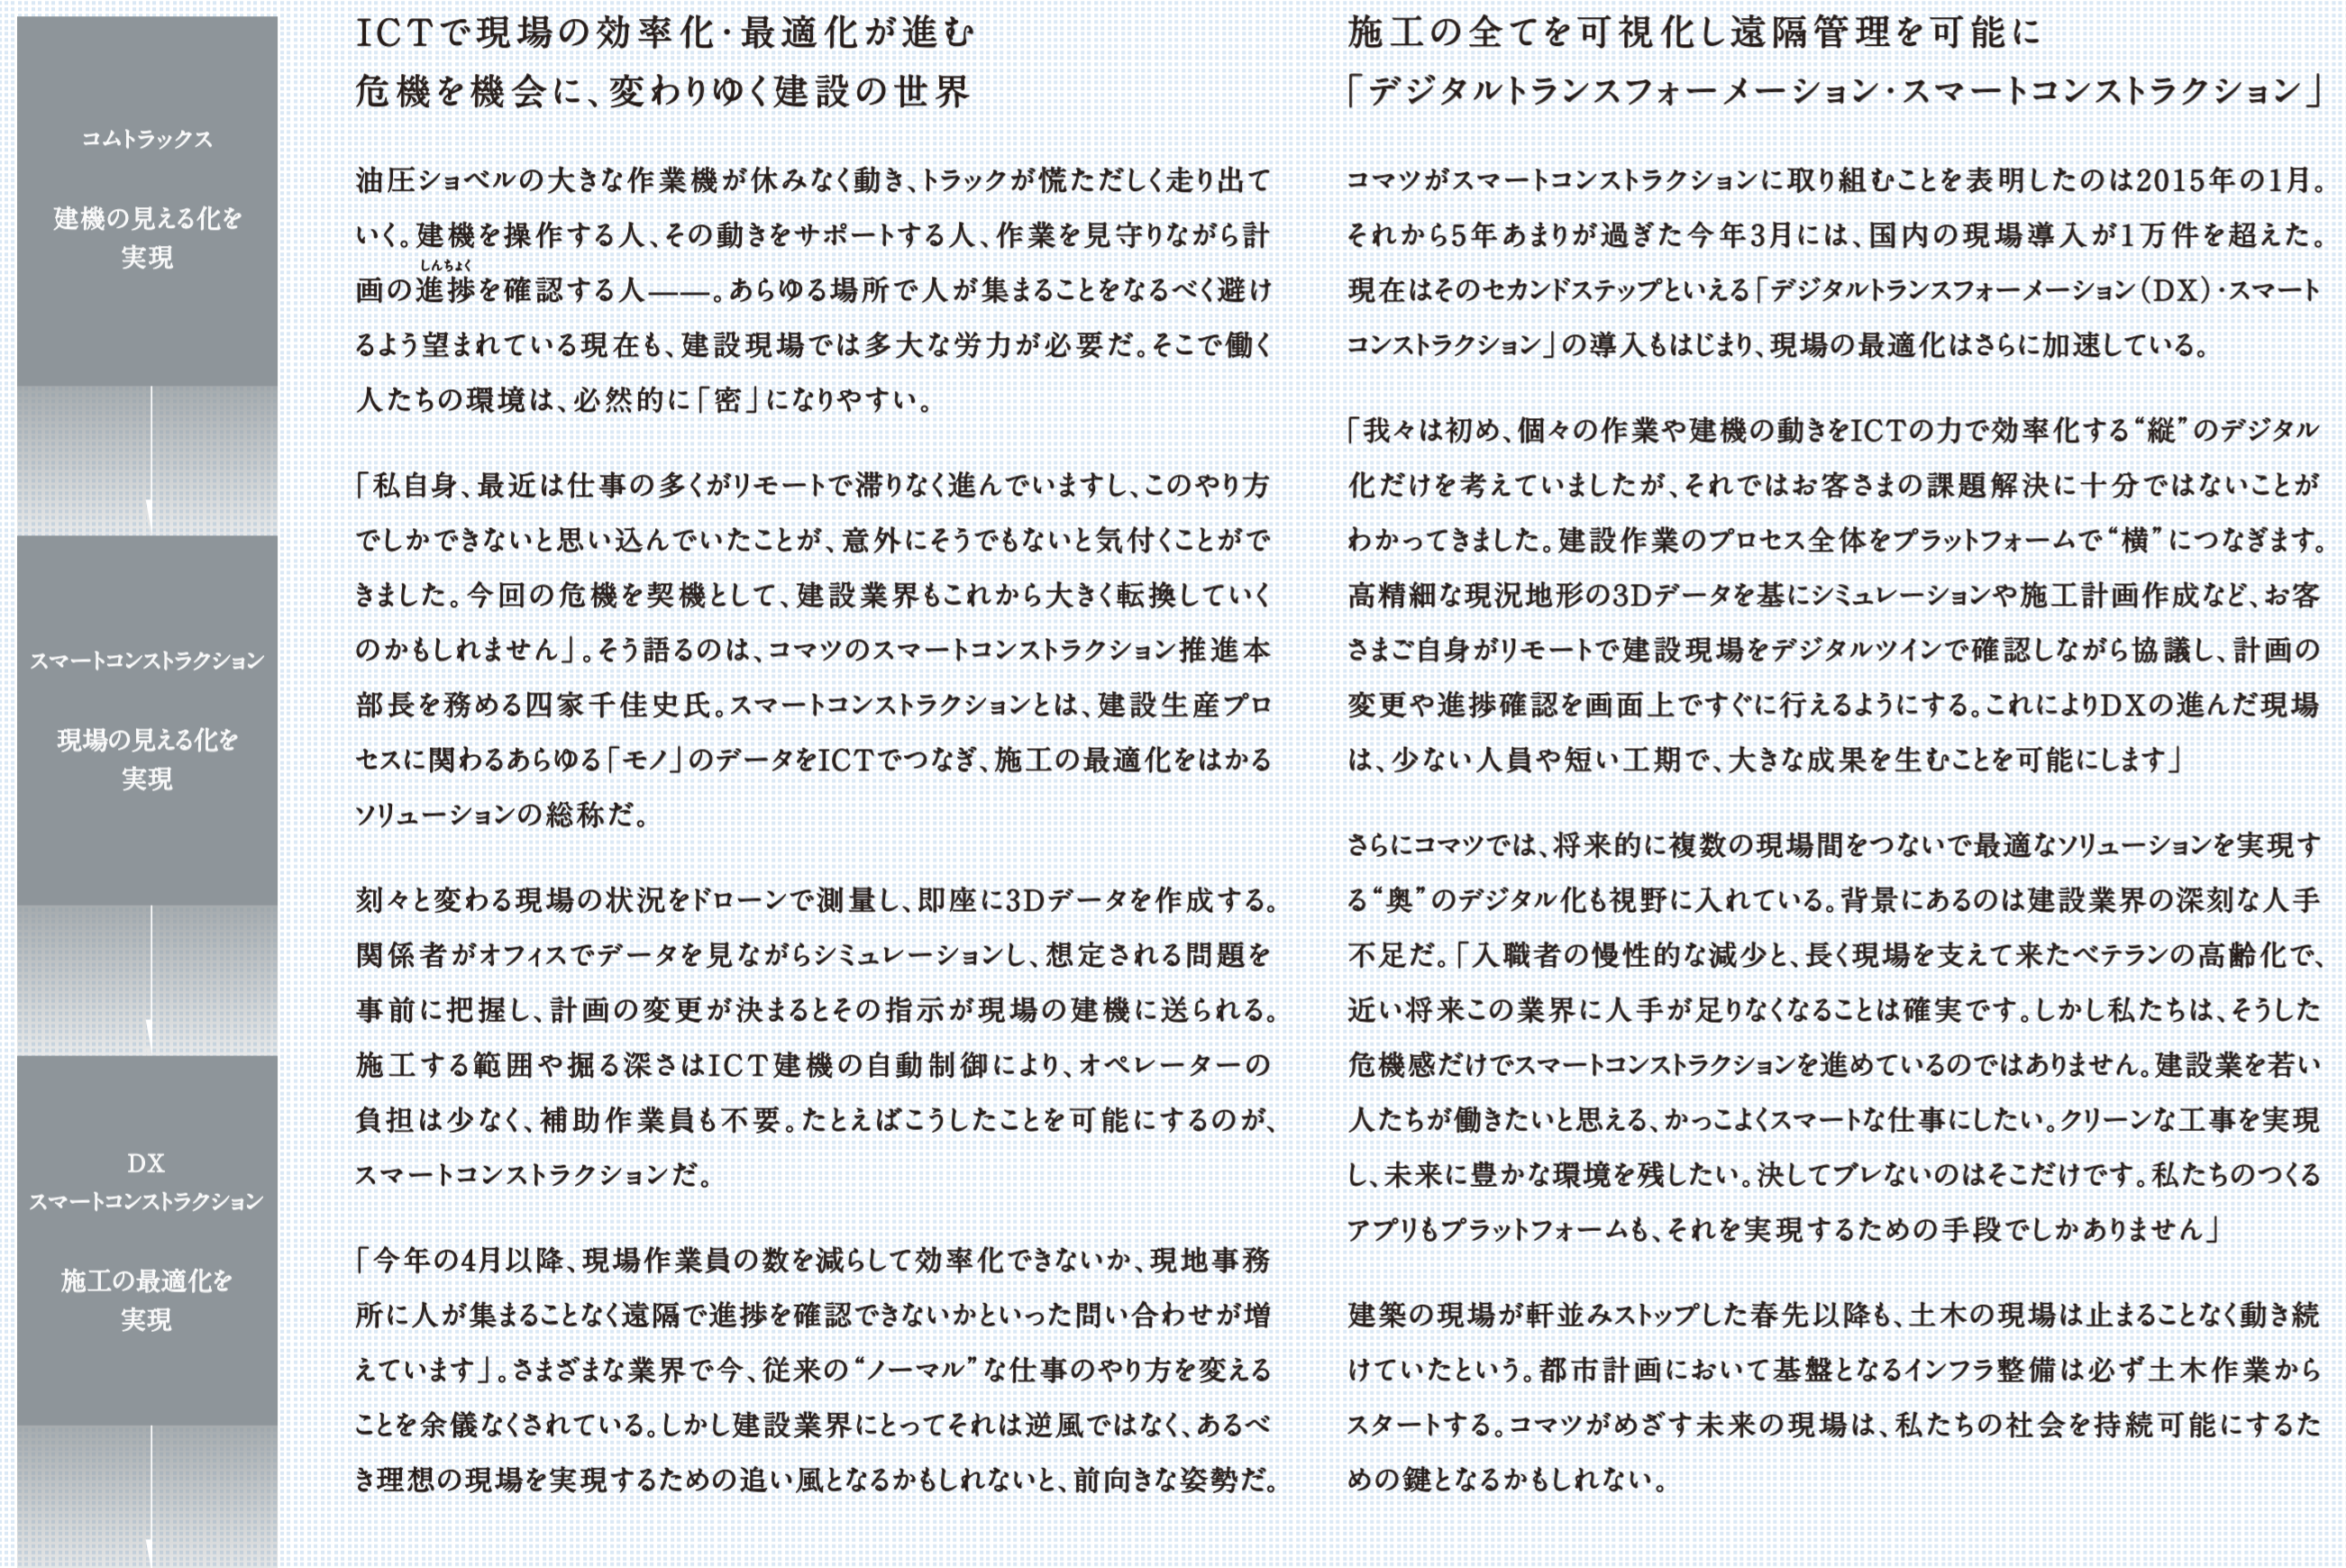 コムトラックス
建機の見える化を
実現
スマートコンストラクション
現場の見える化を
実現
DX
スマートコンストラクション
施工の最適化を
実現
ICTで現場の効率化・最適化が進む
危機を機会に、変わりゆく建設の世界
油圧ショベルの大きな作業機が休みなく動き、トラックが慌ただしく走り出て
いく。建機を操作する人、その動きをサポートする人、作業を見守りながら計
しんちょく
画の進捗を確認する人――。あらゆる場所で人が集まることをなるべく避け
るよう望まれている現在も、建設現場では多大な労力が必要だ。そこで働く
人たちの環境は、必然的に「密」になりやすい。
「私自身、最近は仕事の多くがリモートで滞りなく進んでいますし、このやり方
でしかできないと思い込んでいたことが、意外にそうでもないと気付くことがで
きました。今回の危機を契機として、建設業界もこれから大きく転換していく
のかもしれません」。そう語るのは、コマツのスマートコンストラクション推進本
部長を務める四家千佳史氏。スマートコンストラクションとは、建設生産プロ
セスに関わるあらゆる「モノ」のデータをICTでつなぎ、施工の最適化をはかる
ソリューションの総称だ。
刻々と変わる現場の状況をドローンで測量し、即座に3Dデータを作成する。
関係者がオフィスでデータを見ながらシミュレーションし、想定される問題を
事前に把握し、計画の変更が決まるとその指示が現場の建機に送られる。
施工する範囲や掘る深さはICT建機の自動制御により、オペレーターの
負担は少なく、補助作業員も不要。たとえばこうしたことを可能にするのが、
スマートコンストラクションだ。
「今年の4月以降、現場作業員の数を減らして効率化できないか、現地事務
所に人が集まることなく遠隔で進捗を確認できないかといった問い合わせが増
えています」。さまざまな業界で今、従来の“ノーマル”な仕事のやり方を変える
ことを余儀なくされている。しかし建設業界にとってそれは逆風ではなく、あるべ
き理想の現場を実現するための追い風となるかもしれないと、前向きな姿勢だ。
施工の全てを可視化し遠隔管理を可能に
「デジタルトランスフォーメーション・スマートコンストラクション」
コマツがスマートコンストラクションに取り組むことを表明したのは2015年の1月。
それから5年あまりが過ぎた今年3月には、国内の現場導入が1万件を超えた。
現在はそのセカンドステップといえる「デジタルトランスフォーメーション（DX）・スマート
コンストラクション」の導入もはじまり、現場の最適化はさらに加速している。
「我々は初め、個々の作業や建機の動きをICTの力で効率化する“縦”のデジタル
化だけを考えていましたが、それではお客さまの課題解決に十分ではないことが
わかってきました。建設作業のプロセス全体をプラットフォームで“横”につなぎます。
高精細な現況地形の3Dデータを基にシミュレーションや施工計画作成など、お客
さまご自身がリモートで建設現場をデジタルツインで確認しながら協議し、計画の
変更や進捗確認を画面上ですぐに行えるようにする。これによりDXの進んだ現場
は、少ない人員や短い工期で、大きな成果を生むことを可能にします」
さらにコマツでは、将来的に複数の現場間をつないで最適なソリューションを実現す
る“奥”のデジタル化も視野に入れている。背景にあるのは建設業界の深刻な人手
不足だ。「入職者の慢性的な減少と、長く現場を支えて来たベテランの高齢化で、
近い将来この業界に人手が足りなくなることは確実です。しかし私たちは、そうした
危機感だけでスマートコンストラクションを進めているのではありません。建設業を若い
人たちが働きたいと思える、かっこよくスマートな仕事にしたい。クリーンな工事を実現
し、未来に豊かな環境を残したい。決してブレないのはそこだけです。私たちのつくる
アプリもプラットフォームも、それを実現するための手段でしかありません」
建築の現場が軒並みストップした春先以降も、土木の現場は止まることなく動き続
けていたという。都市計画において基盤となるインフラ整備は必ず土木作業から
スタートする。コマツがめざす未来の現場は、私たちの社会を持続可能にするた
めの鍵となるかもしれない。